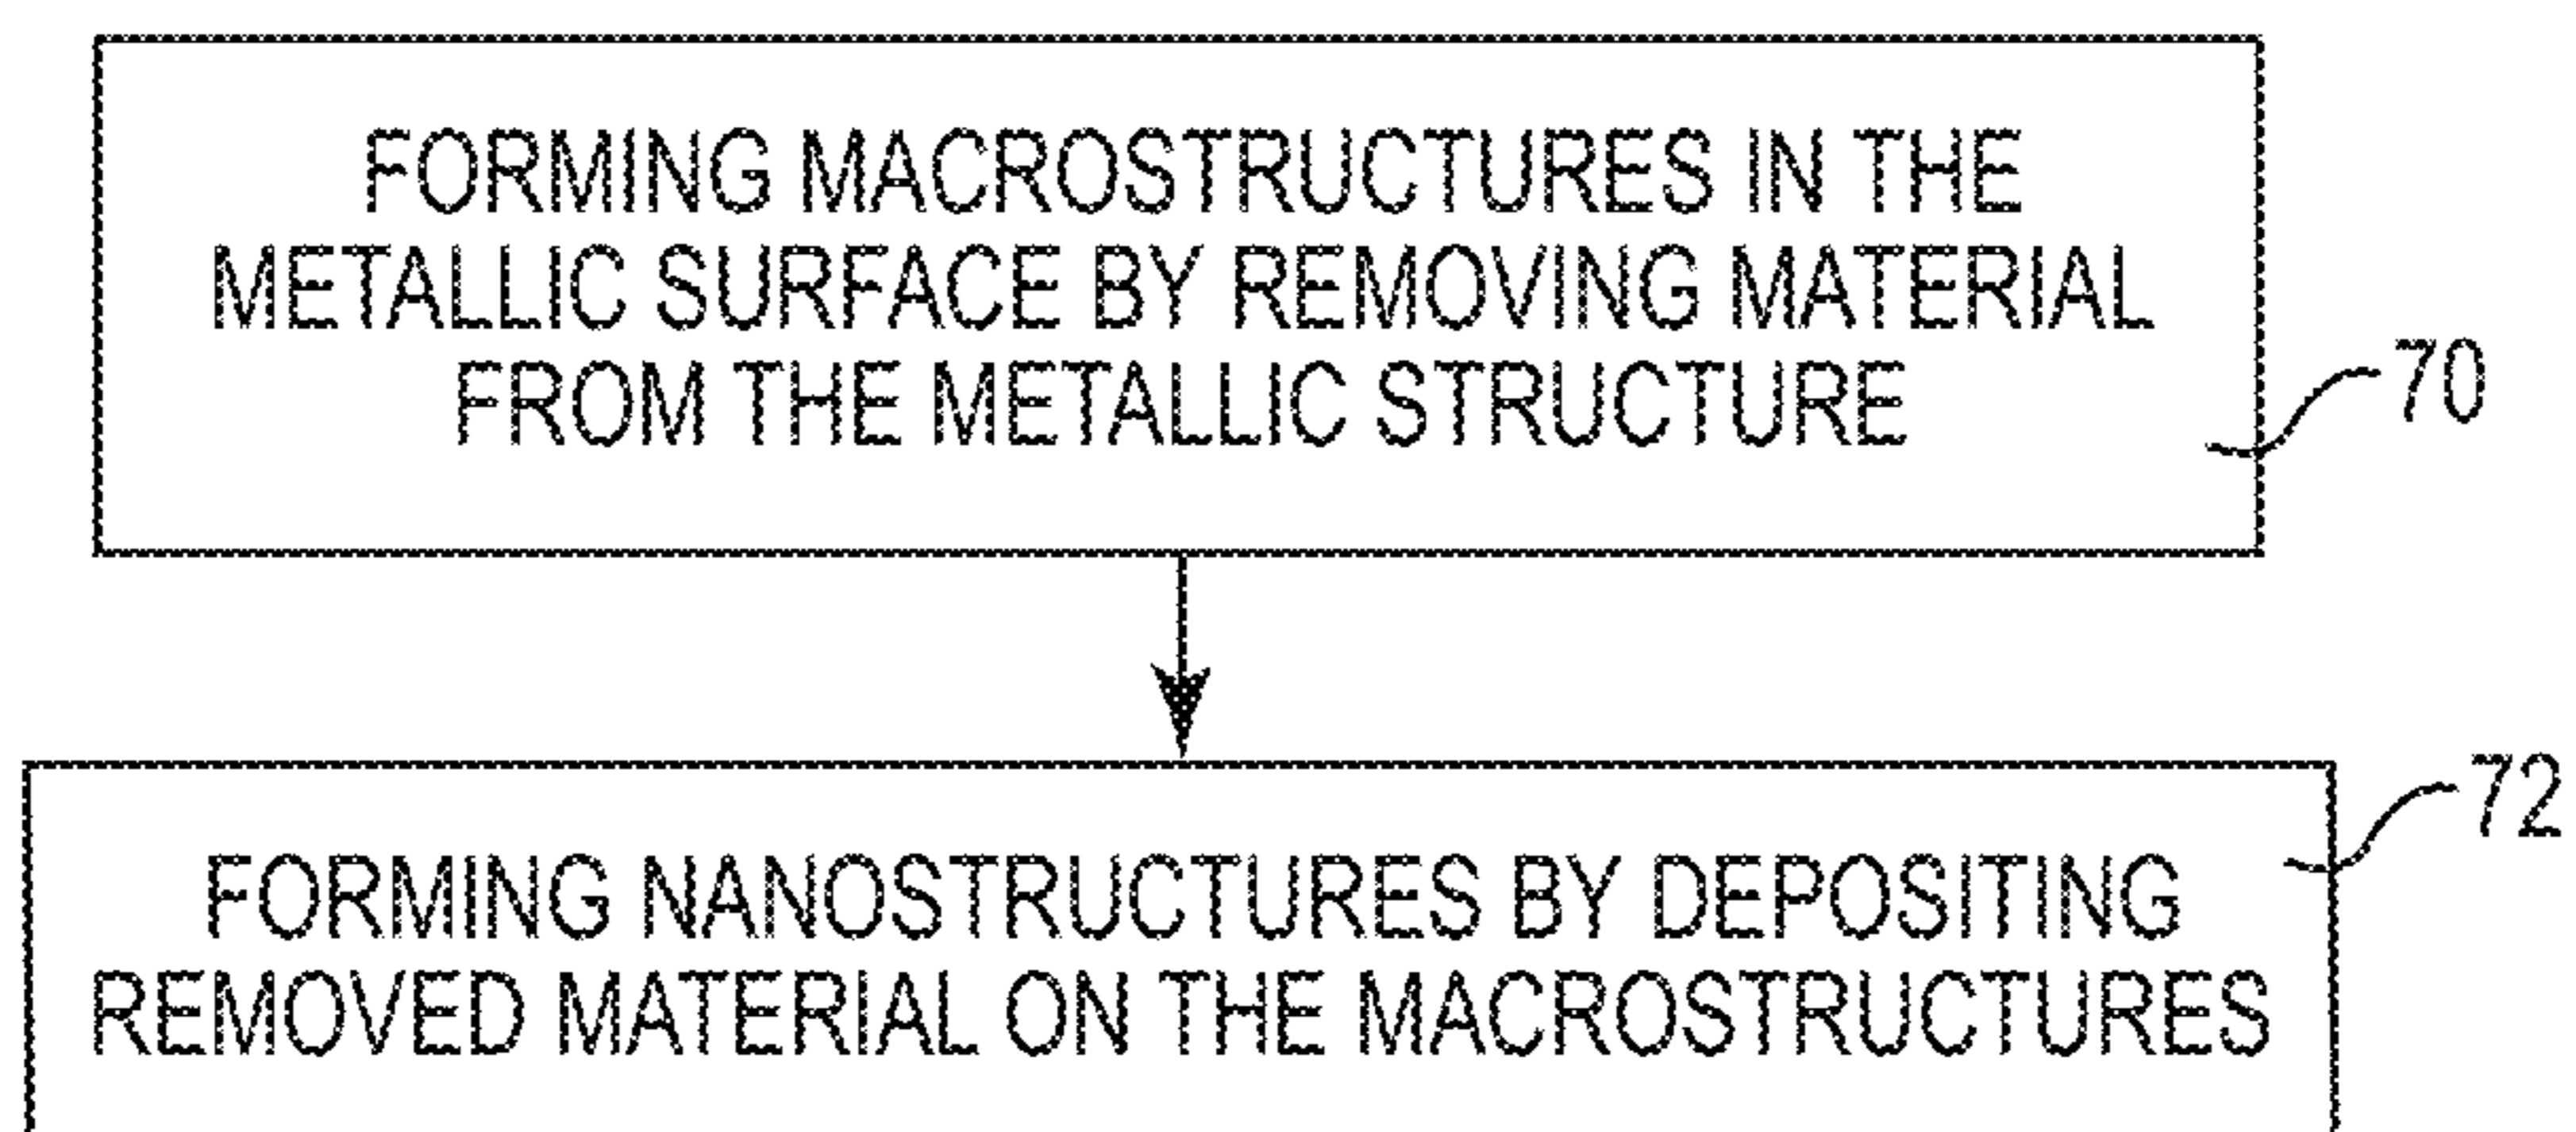 FORMING MACROSTRUCTURES IN THE
METALLIC SURFACE BY REMOVING MATERIAL
FROM THE METALLIC STRUCTURE
70
72
FORMING NANOSTRUCTURES BY DEPOSITING
REMOVED MATERIAL ON THE MACROSTRUCTURES